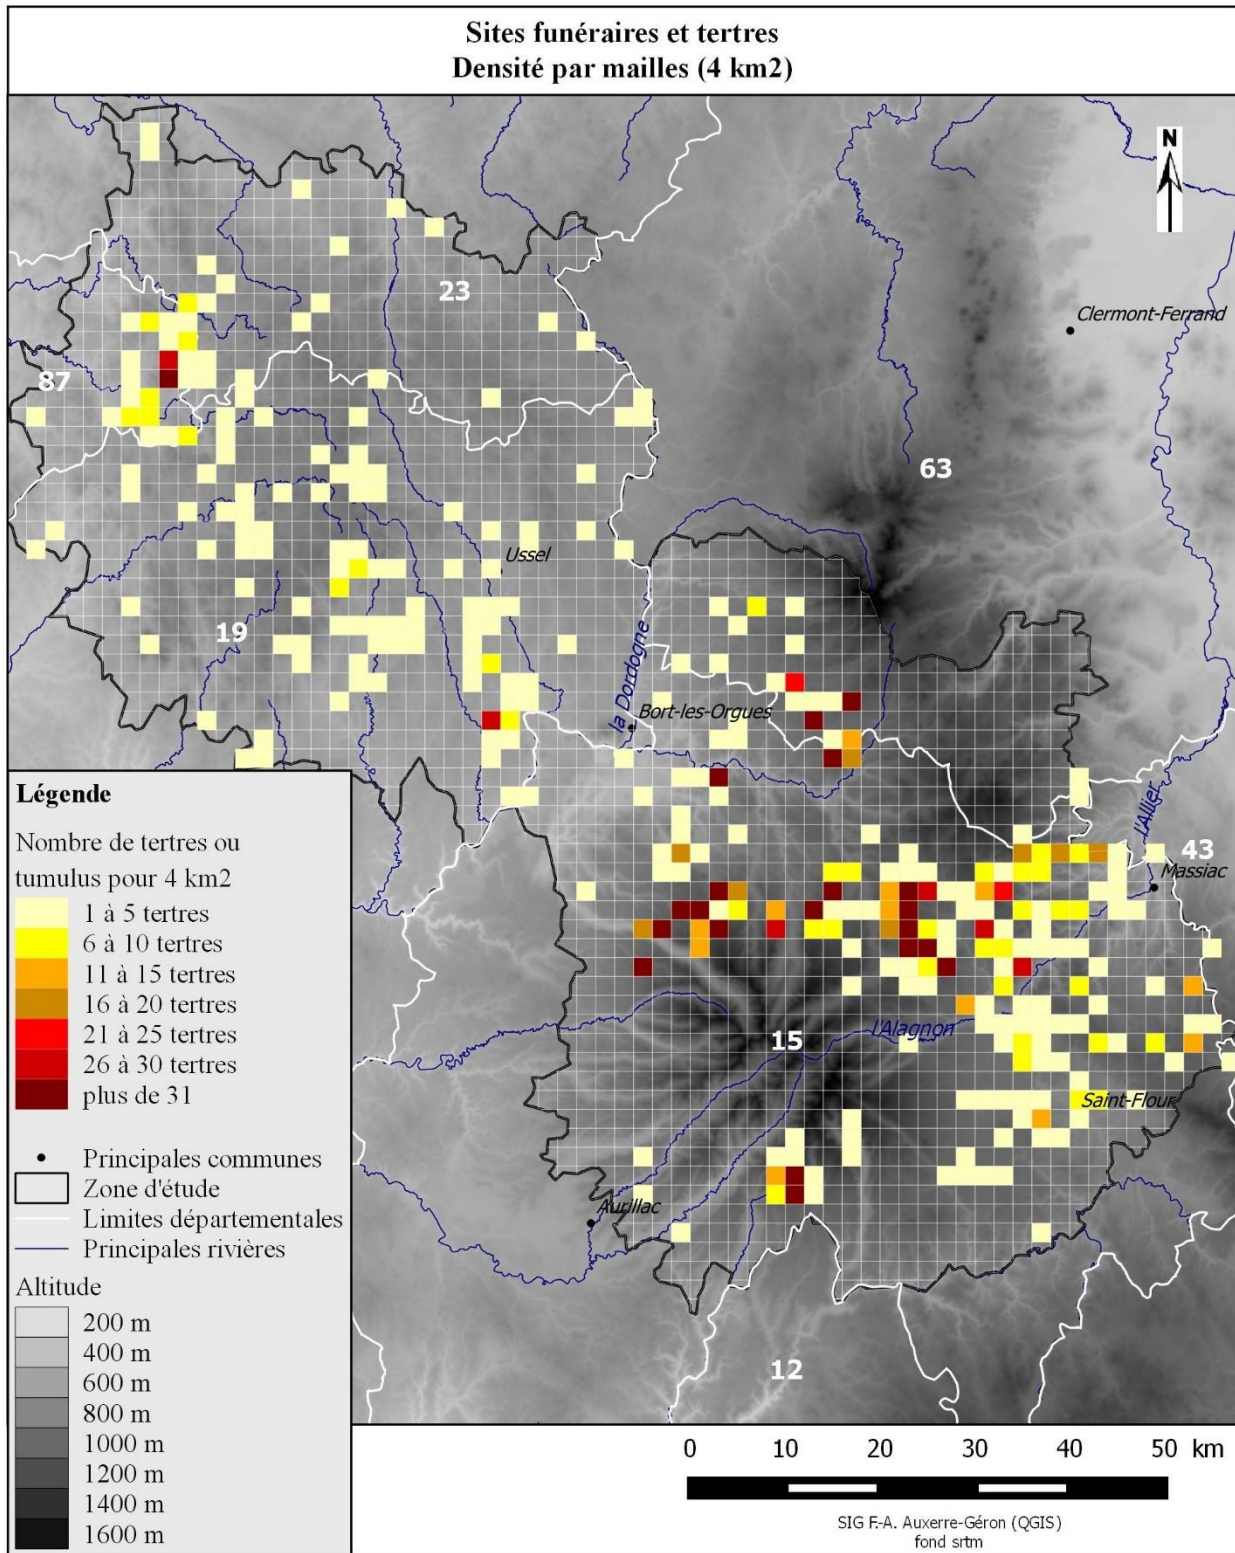 Sites funéraires et tertres
Densité par mailles (4 km2)
N
23
Clermont-Ferrand
87
63
Ussel
19
la Dordogne
Bort-les-Orgues
l'Allier
43
Massiac
l'Alagnon
15
Saint-Flour
Aurillac
12
Légende
Nombre de tertres ou
tumulus pour 4 km2
1 à 5 tertres
6 à 10 tertres
11 à 15 tertres
16 à 20 tertres
21 à 25 tertres
26 à 30 tertres
plus de 31
Principales communes
Zone d'étude
Limites départementales
Principales rivières
Altitude
200 m
400 m
600 m
800 m
1000 m
1200 m
1400 m
1600 m
0 10 20 30 40 50 km
SIG F.-A. Auxerre-Géron (QGIS)
fond srtm